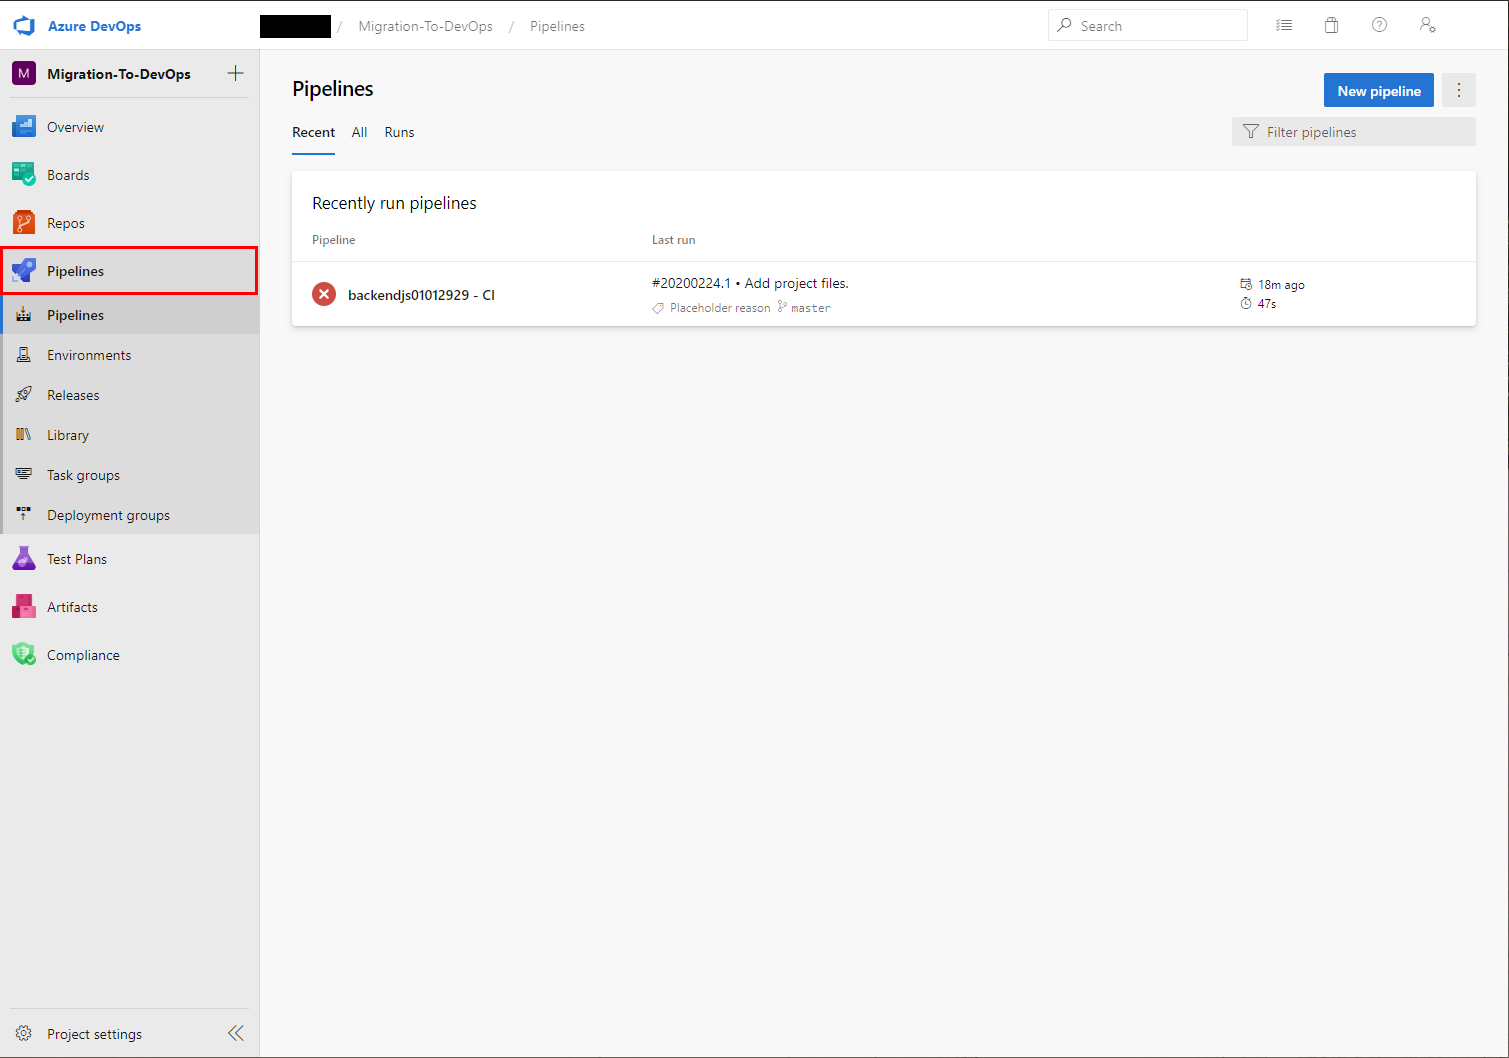 Azure DevOps
/ Migration-To-DevOps / Pipelines
Search
M Migration-To-DevOps
Overview
Boards
Repos
Pipelines
Pipelines
Environments
Releases
Library
Task groups
Deployment groups
Test Plans
Artifacts
Compliance
Project settings
Pipelines
New pipeline
Recent All Runs
Filter pipelines
Recently run pipelines
Pipeline Last run
backendjs01012929 - CI
#20200224.1 • Add project files.
Placeholder reason master
18m ago
47s